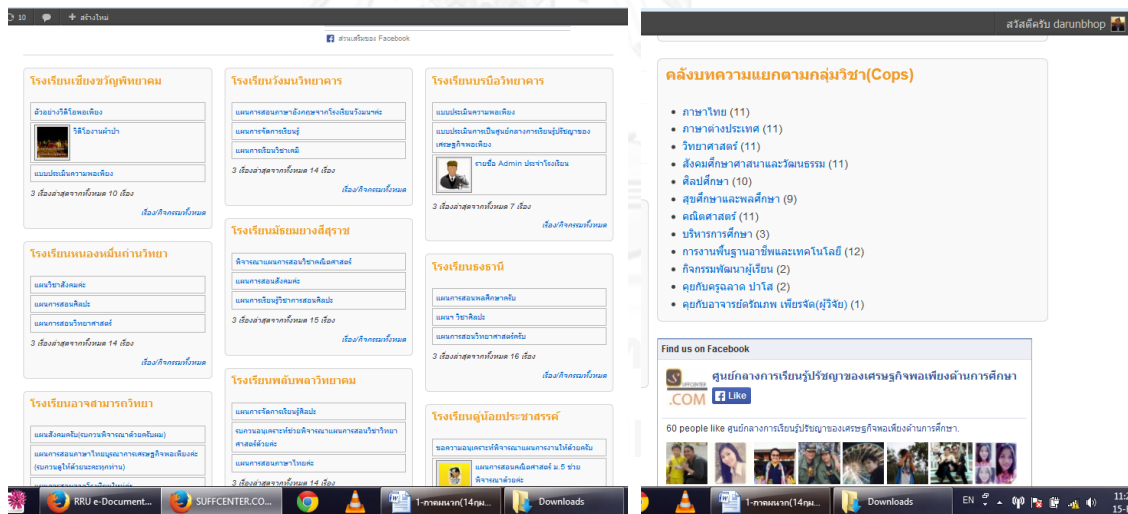 10 + สร้างใหม่
ส่วนเสริมของ Facebook
โรงเรียนเชียงขวัญพิทยาคม
ตัวอย่างวิดีโอพอเพียง
วิดีโองานผ้าป่า
แบบประเมินความพอเพียง
3 เรื่องล่าสุดจากทั้งหมด 10 เรื่อง
เรื่อง/กิจกรรมทั้งหมด
โรงเรียนหนองหมื่นถ่านวิทยา
แผนวิชาสังคมค่ะ
แผนการสอนศิลปะ
แผนการสอนวิทยาศาสตร์
3 เรื่องล่าสุดจากทั้งหมด 14 เรื่อง
เรื่อง/กิจกรรมทั้งหมด
โรงเรียนอาจสามารถวิทยา
แผนสังคมครับ(รบกวนพิจารณาด้วยครับผม)
แผนการสอนภาษาไทยบูรณาการเศรษฐกิจพอเพียงค่ะ
(รบกวนดูให้ด้วยนะคะทุกท่าน)
โรงเรียนวังมนวิทยาคาร
แผนการสอนภาษาอังกฤษจากโรงเรียนวังมนฯค่ะ
แผนการจัดการเรียนรู้
แผนการเรียนวิชาเคมี
3 เรื่องล่าสุดจากทั้งหมด 14 เรื่อง
เรื่อง/กิจกรรมทั้งหมด
โรงเรียนมัธยมยางสีสุราช
พิจารณาแผนการสอนวิชาคณิตศาสตร์
แผนการสอนสังคมค่ะ
แผนการเรียนรู้วิชาการสอนศิลปะ
3 เรื่องล่าสุดจากทั้งหมด 15 เรื่อง
เรื่อง/กิจกรรมทั้งหมด
โรงเรียนพลับพลาวิทยาคม
แผนการจัดการเรียนรู้ศิลปะ
รบกวนอนุเคราะห์ช่วยพิจารณาแผนการสอนวิชาวิทยา
ศาสตร์ด้วยค่ะ
แผนการสอนภาษาไทยค่ะ
3 เรื่องล่าสุดจากทั้งหมด 14 เรื่อง
โรงเรียนบรบือวิทยาคาร
แบบประเมินความพอเพียง
แบบประเมินการเป็นศูนย์กลางการเรียนรู้ปรัชญาของ
เศรษฐกิจพอเพียง
รายชื่อ Admin ประจำโรงเรียน
3 เรื่องล่าสุดจากทั้งหมด 7 เรื่อง
เรื่อง/กิจกรรมทั้งหมด
โรงเรียนธงธานี
แผนการสอนพลศึกษาครับ
แผนฯ วิชาศิลปะ
แผนการสอนวิทยาศาสตร์ครับ
3 เรื่องล่าสุดจากทั้งหมด 16 เรื่อง
เรื่อง/กิจกรรมทั้งหมด
โรงเรียนดู่น้อยประชาสรรค์
ขอความอนุเคราะห์พิจารณาแผนการงานให้ด้วยครับ
แผนการสอนคณิตศาสตร์ ม.5 ช่วย
พิจารณาด้วยค่ะ
RRU e-Document...
SUFFCENTER.CO...
1-ภาคผนวก(14กุม...
Downloads
สวัสดีครับ darunbhop
คลังบทความแยกตามกลุ่มวิชา(Cops)
ภาษาไทย (11)
ภาษาต่างประเทศ (11)
วิทยาศาสตร์ (11)
สังคมศึกษาศาสนาและวัฒนธรรม (11)
ศิลปศึกษา (10)
สุขศึกษาและพลศึกษา (9)
คณิตศาสตร์ (11)
บริหารการศึกษา (3)
การงานพื้นฐานอาชีพและเทคโนโลยี (12)
กิจกรรมพัฒนาผู้เรียน (2)
คุยกับครูฉลาด ปาโส (2)
คุยกับอาจารย์ดรัณภพ เพียรจัด(ผู้วิจัย) (1)
Find us on Facebook
S SUFFCENTER .COM
ศูนย์กลางการเรียนรู้ปรัชญาของเศรษฐกิจพอเพียงด้านการศึกษา
Like
60 people like ศูนย์กลางการเรียนรู้ปรัชญาของเศรษฐกิจพอเพียงด้านการศึกษา.
1-ภาคผนวก(14กุม...
Downloads
EN